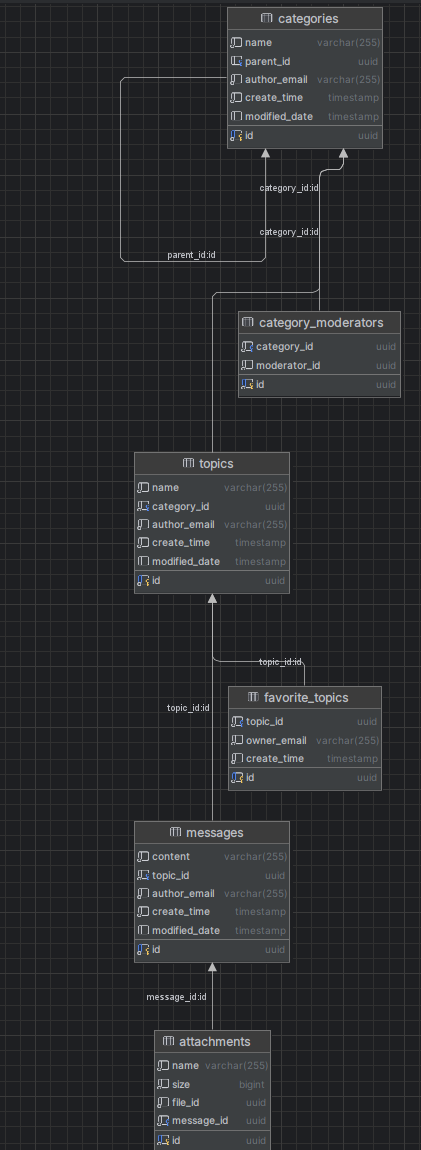 categories
name varchar(255)
parent_id uuid
author_email varchar(255)
create_time timestamp
modified_date timestamp
id uuid
category_id:id
category_id:id
parent_id:id
category_moderators
category_id uuid
moderator_id uuid
id uuid
topics
name varchar(255)
category_id uuid
author_email varchar(255)
create_time timestamp
modified_date timestamp
id uuid
topic_id:id
favorite_topics
topic_id:id
topic_id uuid
owner_email varchar(255)
create_time timestamp
id uuid
messages
content varchar(255)
topic_id uuid
author_email varchar(255)
create_time timestamp
modified_date timestamp
id uuid
message_id:id
attachments
name varchar(255)
size bigint
file_id uuid
message_id uuid
id uuid